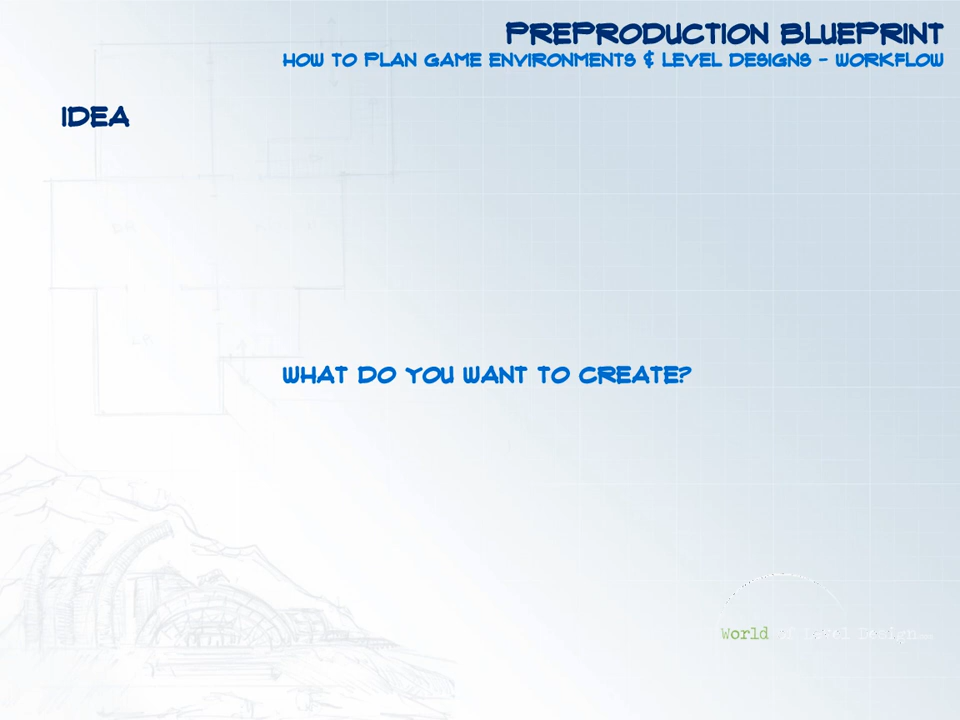 PREPRODUCTION BLUEPRINT
HOW TO PLAN GAME ENVIRONMENTS & LEVEL DESIGNS - WORKFLOW
IDEA
WHAT DO YOU WANT TO CREATE?
World of Level Design